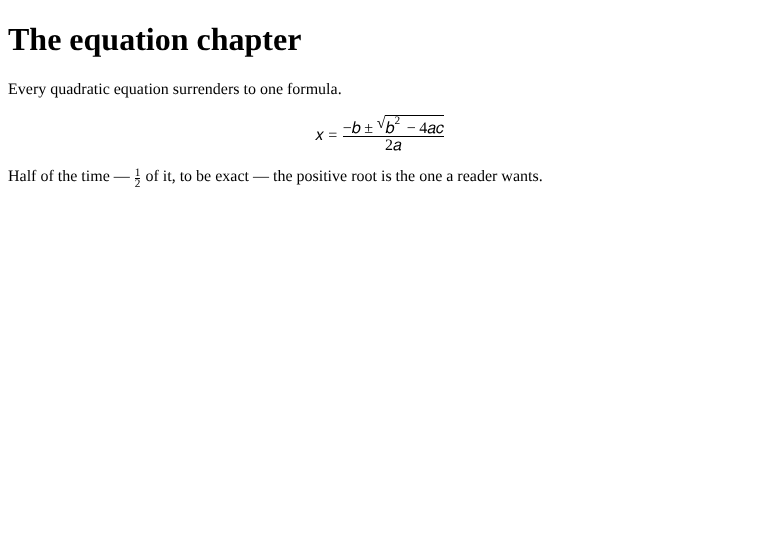 The equation chapter
Every quadratic equation surrenders to one formula.
x = (−b ± √(b² − 4ac)) / 2a
Half of the time — 1/2 of it, to be exact — the positive root is the one a reader wants.